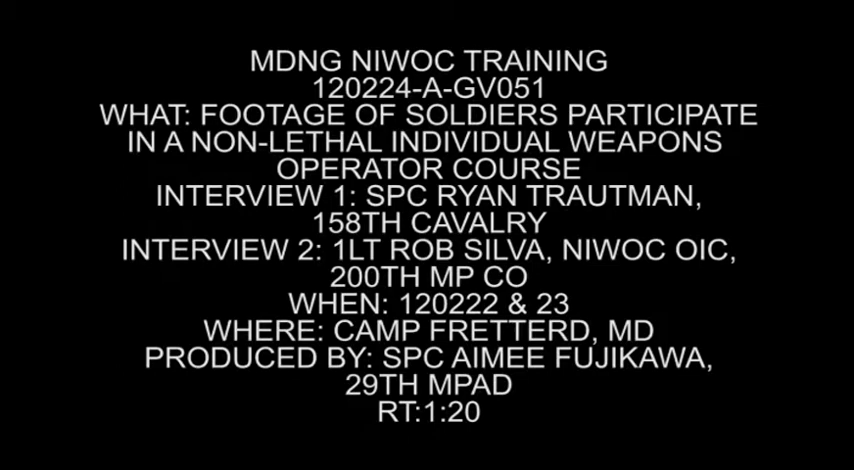 MDNG NIWOC TRAINING
120224-A-GV051
WHAT: FOOTAGE OF SOLDIERS PARTICIPATE
IN A NON-LETHAL INDIVIDUAL WEAPONS
OPERATOR COURSE
INTERVIEW 1: SPC RYAN TRAUTMAN,
158TH CAVALRY
INTERVIEW 2: 1LT ROB SILVA, NIWOC OIC,
200TH MP CO
WHEN: 120222 & 23
WHERE: CAMP FRETTERD, MD
PRODUCED BY: SPC AIMEE FUJIKAWA,
29TH MPAD
RT:1:20